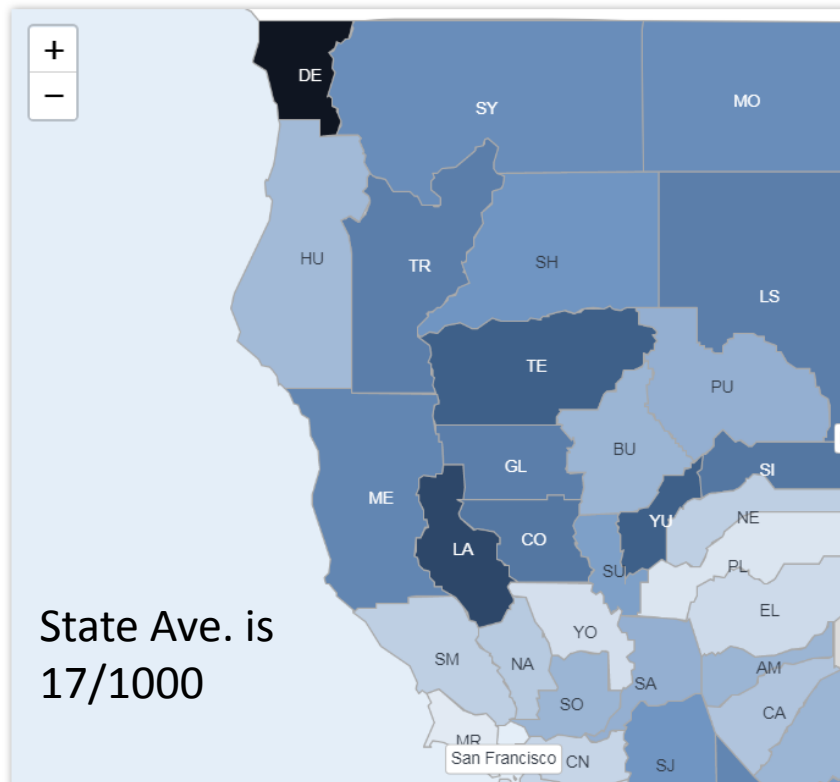 +
−
DE
SY
MO
HU
TR
SH
LS
TE
PU
BU
GL
SI
ME
YU
NE
LA
CO
SU
PL
EL
State Ave. is
17/1000
YO
SM
NA
AM
SA
SO
CA
MR
San Francisco
CN
SJ